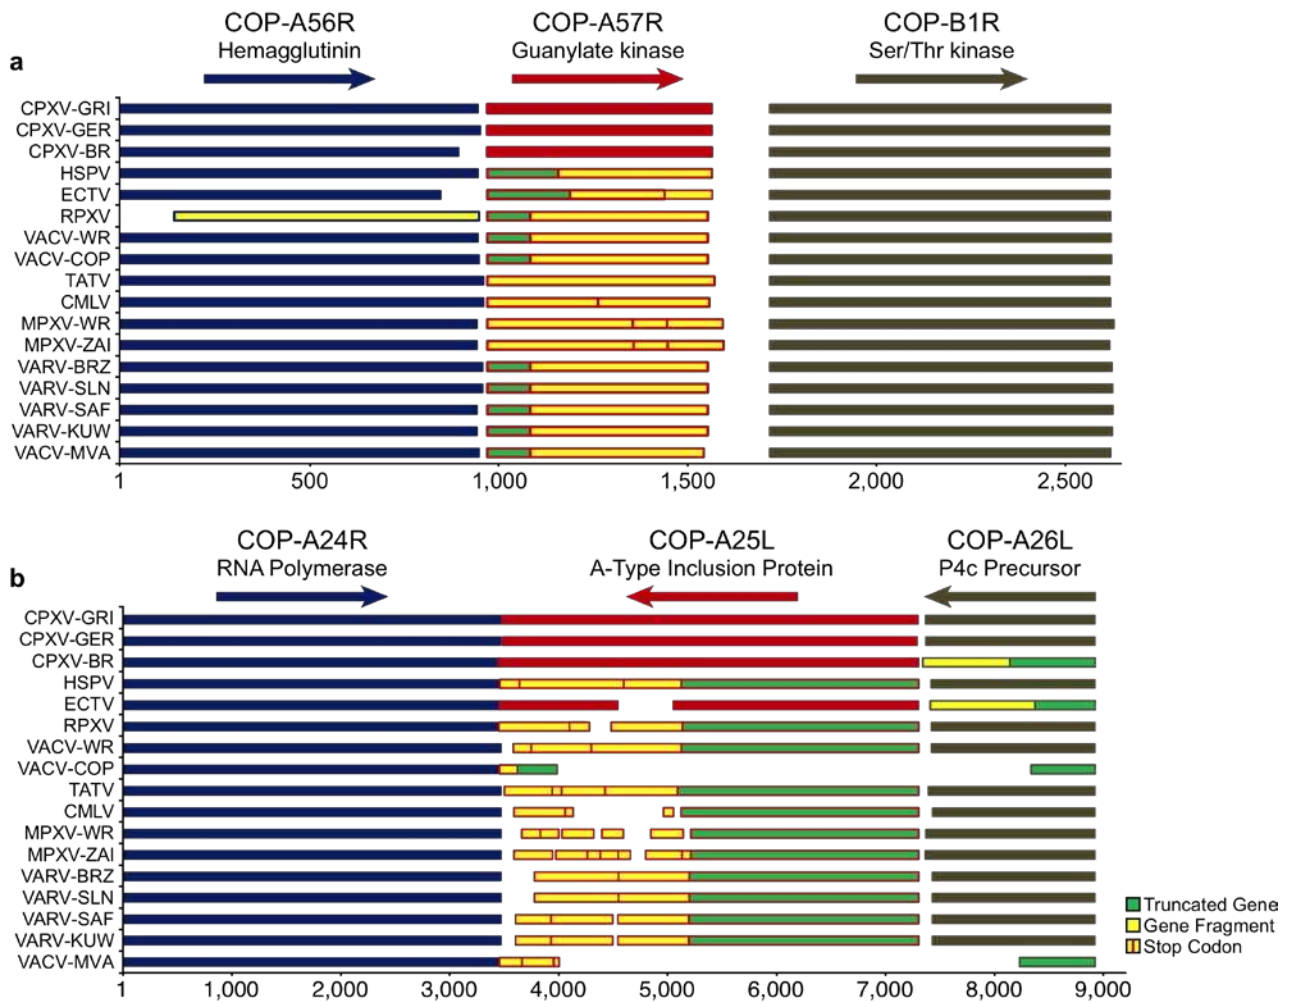 COP-A56R COP-A57R COP-B1R
Hemagglutinin Guanylate kinase Ser/Thr kinase
a
CPXV-GRI
CPXV-GER
CPXV-BR
HSPV
ECTV
RPXV
VACV-WR
VACV-COP
TATV
CMLV
MPXV-WR
MPXV-ZAI
VARV-BRZ
VARV-SLN
VARV-SAF
VARV-KUW
VACV-MVA
1 500 1,000 1,500 2,000 2,500
COP-A24R COP-A25L COP-A26L
RNA Polymerase A-Type Inclusion Protein P4c Precursor
b
CPXV-GRI
CPXV-GER
CPXV-BR
HSPV
ECTV
RPXV
VACV-WR
VACV-COP
TATV
CMLV
MPXV-WR
MPXV-ZAI
VARV-BRZ
VARV-SLN
VARV-SAF
VARV-KUW
VACV-MVA
Truncated Gene
Gene Fragment
Stop Codon
1 1,000 2,000 3,000 4,000 5,000 6,000 7,000 8,000 9,000